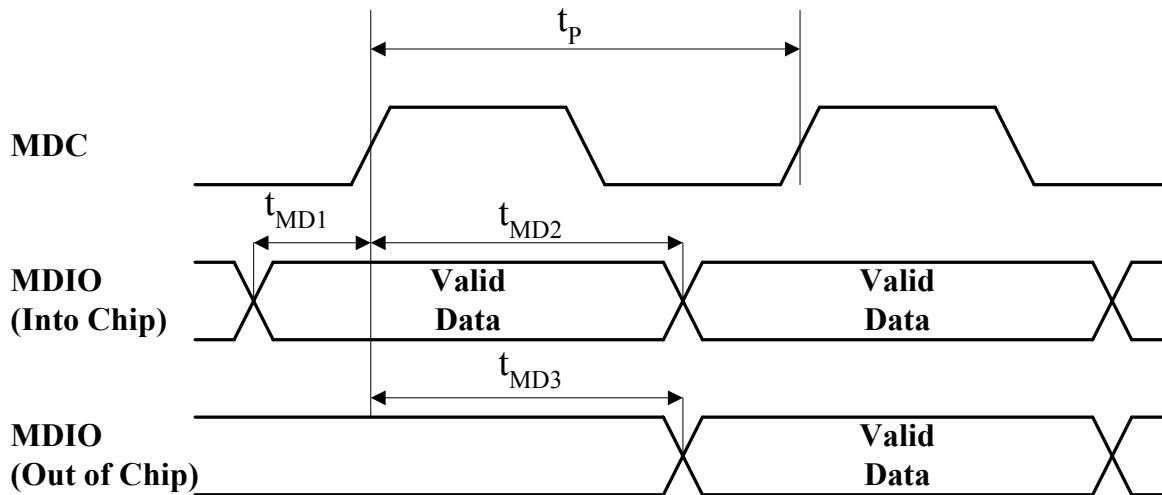 tP
MDC
tMD1
tMD2
MDIO
(Into Chip)
Valid
Data
Valid
Data
tMD3
MDIO
(Out of Chip)
Valid
Data